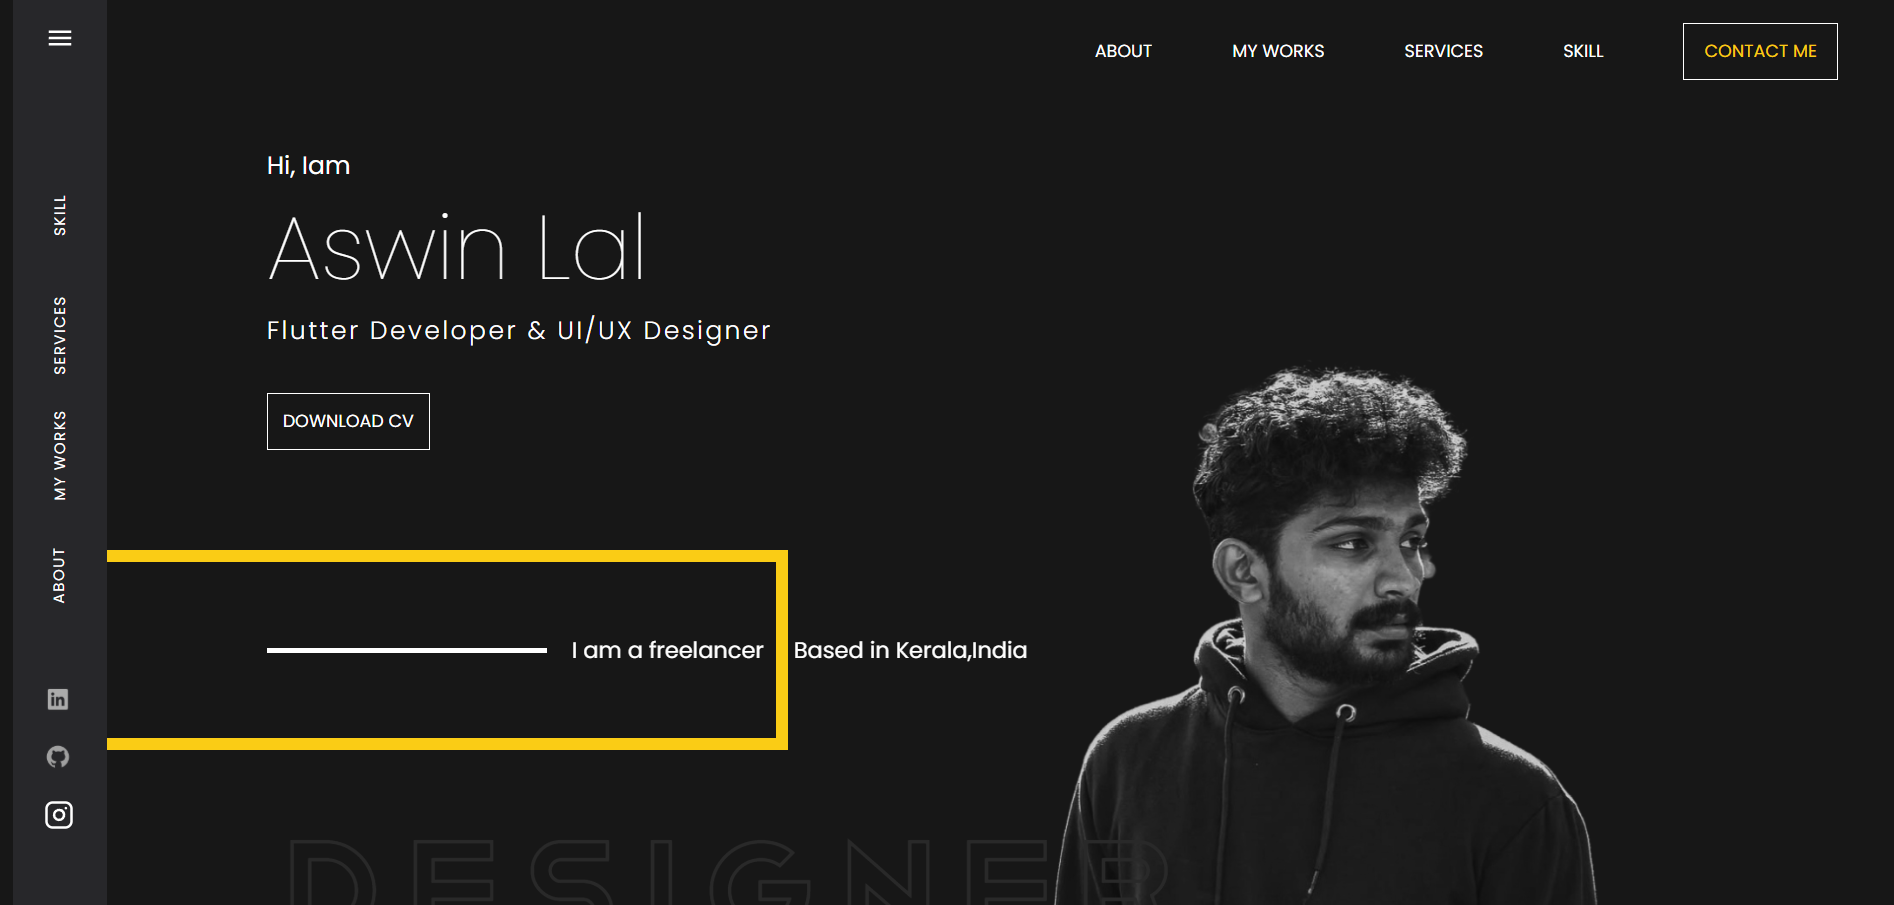 ABOUT MY WORKS SERVICES SKILL CONTACT ME
Hi, Iam
Aswin Lal
Flutter Developer & UI/UX Designer
DOWNLOAD CV
I am a freelancer Based in Kerala,India
SKILL
SERVICES
MY WORKS
ABOUT
in
DESIGNER